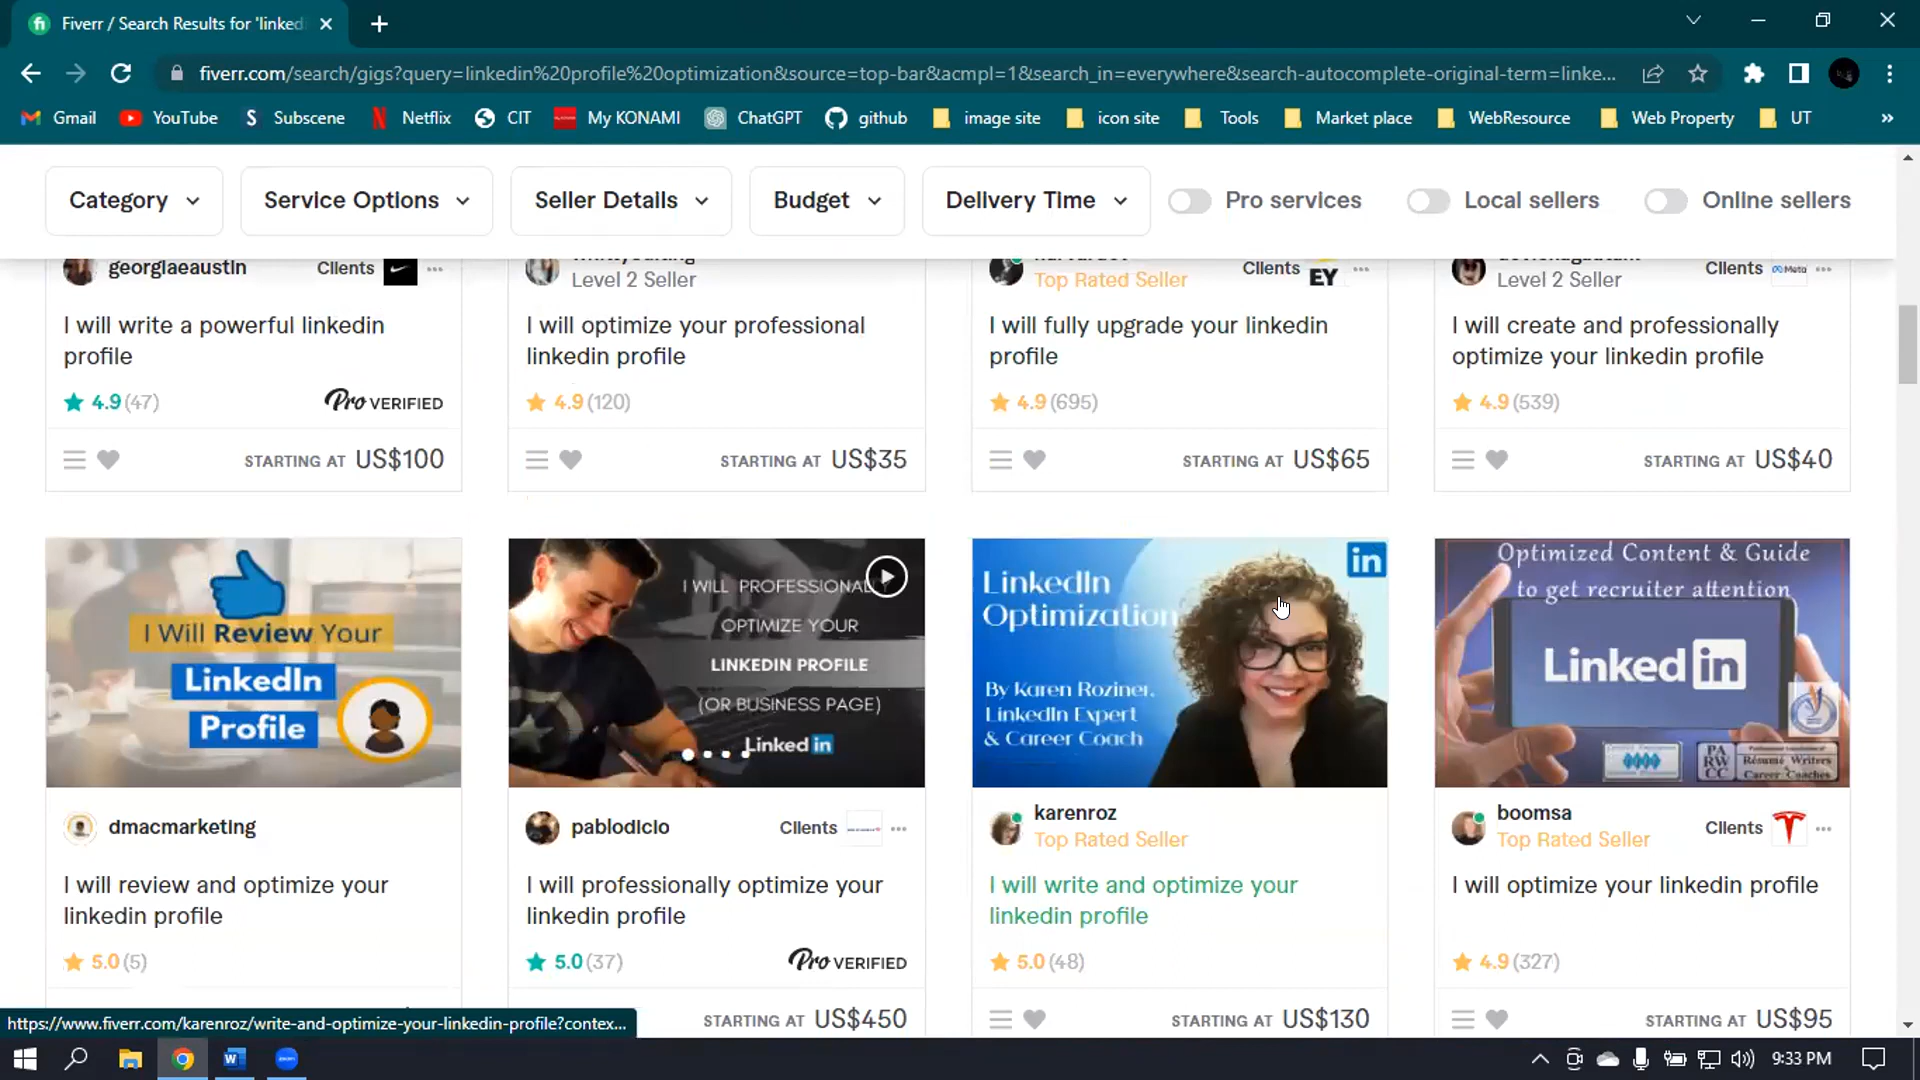 Fiverr / Search Results for 'linked
fiverr.com/search/gigs?query=linkedin%20profile%20optimization&source=top-bar&acmpl=1&search_in=everywhere&search-autocomplete-original-term=linke...
Gmail YouTube Subscene Netflix CIT My KONAMI ChatGPT github image site icon site Tools Market place WebResource Web Property UT »
Category Service Options Seller Details Budget Delivery Time Pro services Local sellers Online sellers
georgiaeaustin Clients
Level 2 Seller
Top Rated Seller Clients EY
Level 2 Seller Clients Meta
I will write a powerful linkedin
profile
4.9 (47) Pro VERIFIED
STARTING AT US$100
I will optimize your professional
linkedin profile
4.9 (120)
STARTING AT US$35
I will fully upgrade your linkedin
profile
4.9 (695)
STARTING AT US$65
I will create and professionally
optimize your linkedin profile
4.9 (539)
STARTING AT US$40
I Will Review Your
LinkedIn
Profile
dmacmarketing
I will review and optimize your
linkedin profile
5.0 (5)
I WILL PROFESSIONAL
OPTIMIZE YOUR
LINKEDIN PROFILE
(OR BUSINESS PAGE)
Linked in
pablodicio Clients
I will professionally optimize your
linkedin profile
5.0 (37) Pro VERIFIED
STARTING AT US$450
in
LinkedIn
Optimization
By Karen Roziner,
LinkedIn Expert
& Career Coach
karenroz
Top Rated Seller
I will write and optimize your
linkedin profile
5.0 (48)
STARTING AT US$130
Optimized Content & Guide
to get recruiter attention
Linked in
PA
RW
CC
Résumé Writers
Career Coaches
boomsa
Top Rated Seller Clients
I will optimize your linkedin profile
4.9 (327)
STARTING AT US$95
https://www.fiverr.com/karenroz/write-and-optimize-your-linkedin-profile?contex...
9:33 PM